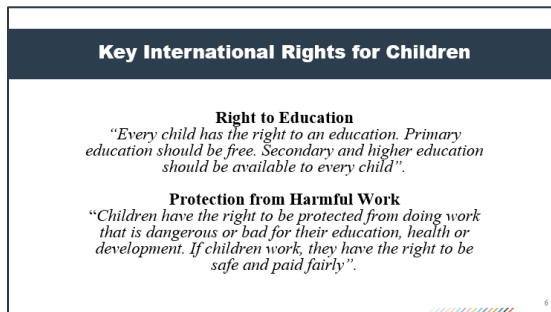 Key International Rights for Children
Right to Education
“Every child has the right to an education. Primary
education should be free. Secondary and higher education
should be available to every child”.
Protection from Harmful Work
“Children have the right to be protected from doing work
that is dangerous or bad for their education, health or
development. If children work, they have the right to be
safe and paid fairly”.
6